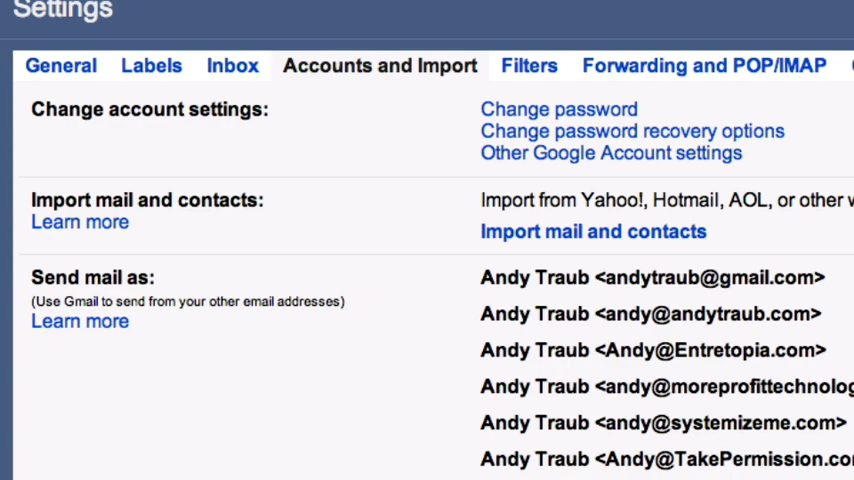 Settings
General Labels Inbox Accounts and Import Filters Forwarding and POP/IMAP
Change account settings: Change password
Change password recovery options
Other Google Account settings
Import mail and contacts: Import from Yahoo!, Hotmail, AOL, or other
Learn more
Import mail and contacts
Send mail as: Andy Traub <andytraub@gmail.com>
(Use Gmail to send from your other email addresses)
Learn more
Andy Traub <andy@andytraub.com>
Andy Traub <Andy@Entretopia.com>
Andy Traub <andy@moreprofittechnolog
Andy Traub <andy@systemizeme.com>
Andy Traub <Andy@TakePermission.co